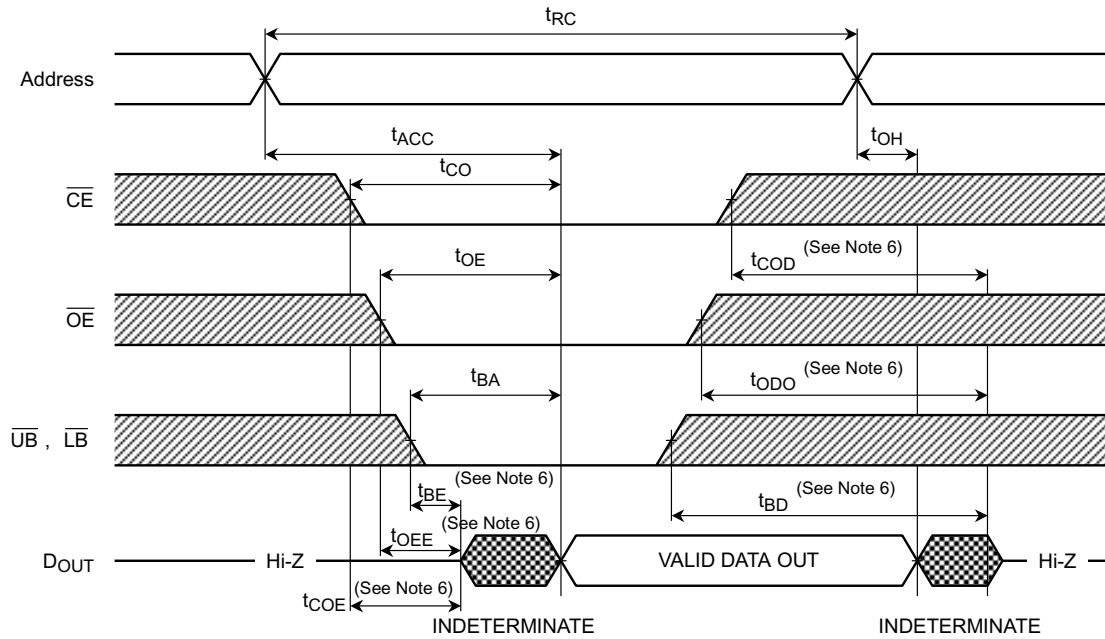 tRC
Address
tACC
tOH
tCO
CE
tOE
tCOD (See Note 6)
OE
tBA
tODO (See Note 6)
UB , LB
tBE (See Note 6)
tBD (See Note 6)
tOEE (See Note 6)
DOUT Hi-Z VALID DATA OUT Hi-Z
tCOE (See Note 6)
INDETERMINATE INDETERMINATE